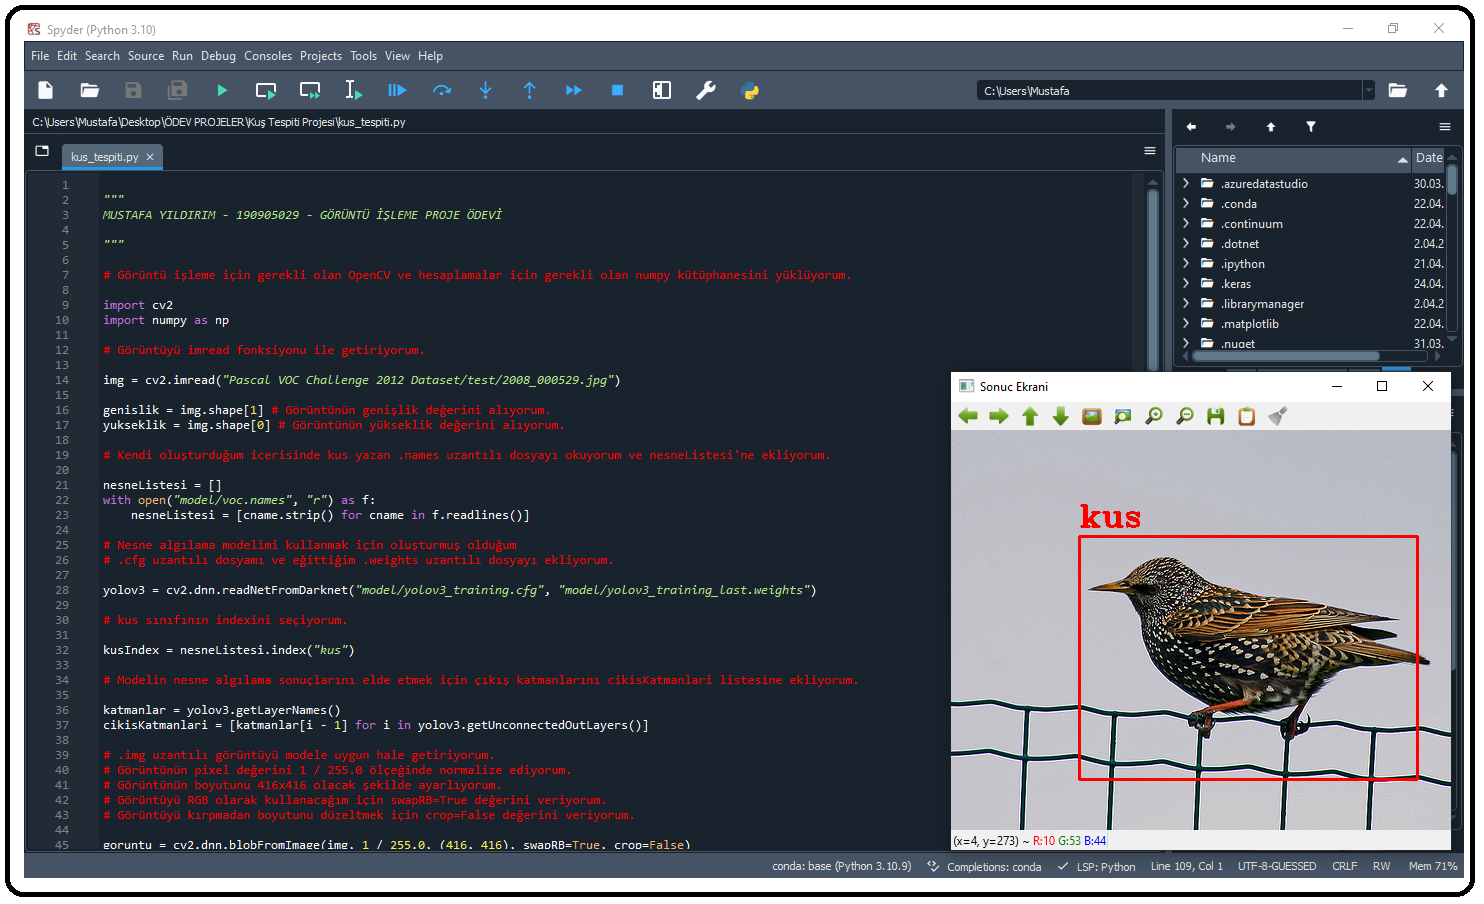 Spyder (Python 3.10)
File Edit Search Source Run Debug Consoles Projects Tools View Help
C:\Users\Mustafa
C:\Users\Mustafa\Desktop\ÖDEV PROJELER\Kuş Tespiti Projesi\kus_tespiti.py
kus_tespiti.py
1
2 """
3 MUSTAFA YILDIRIM - 190905029 - GÖRÜNTÜ İŞLEME PROJE ÖDEVİ
4
5 """
6
7 # Görüntü işleme için gerekli olan OpenCV ve hesaplamalar için gerekli olan numpy kütüphanesini yüklüyorum.
8
9 import cv2
10 import numpy as np
11
12 # Görüntüyü imread fonksiyonu ile getiriyorum.
13
14 img = cv2.imread("Pascal VOC Challenge 2012 Dataset/test/2008_000529.jpg")
15
16 genislik = img.shape[1] # Görüntünün genişlik değerini alıyorum.
17 yukseklik = img.shape[0] # Görüntünün yükseklik değerini alıyorum.
18
19 # Kendi oluşturduğum icerisinde kus yazan .names uzantılı dosyayı okuyorum ve nesneListesi'ne ekliyorum.
20
21 nesneListesi = []
22 with open("model/voc.names", "r") as f:
23 nesneListesi = [cname.strip() for cname in f.readlines()]
24
25 # Nesne algılama modelimi kullanmak için oluşturmuş olduğum
26 # .cfg uzantılı dosyamı ve eğittiğim .weights uzantılı dosyayı ekliyorum.
27
28 yolov3 = cv2.dnn.readNetFromDarknet("model/yolov3_training.cfg", "model/yolov3_training_last.weights")
29
30 # kus sınıfının indexini seçiyorum.
31
32 kusIndex = nesneListesi.index("kus")
33
34 # Modelin nesne algılama sonuçlarını elde etmek için çıkış katmanlarını cikisKatmanlari listesine ekliyorum.
35
36 katmanlar = yolov3.getLayerNames()
37 cikisKatmanlari = [katmanlar[i - 1] for i in yolov3.getUnconnectedOutLayers()]
38
39 # .img uzantılı görüntüyü modele uygun hale getiriyorum.
40 # Görüntünün pixel değerini 1 / 255.0 ölçeğinde normalize ediyorum.
41 # Görüntünün boyutunu 416x416 olacak şekilde ayarlıyorum.
42 # Görüntüyü RGB olarak kullanacağım için swapRB=True değerini veriyorum.
43 # Görüntüyü kırpmadan boyutunu düzeltmek için crop=False değerini veriyorum.
44
45 goruntu = cv2.dnn.blobFromImage(img, 1 / 255.0, (416, 416), swapRB=True, crop=False)
Name Date
.azuredatastudio 30.03.
.conda 22.04.
.continuum 22.04.
.dotnet 2.04.2
.ipython 21.04.
.keras 24.04.
.librarymanager 2.04.2
.matplotlib 22.04.
.nuget 31.03.
Sonuc Ekrani
kus
(x=4, y=273) ~ R:10 G:53 B:44
conda: base (Python 3.10.9) Completions: conda LSP: Python Line 109, Col 1 UTF-8-GUESSED CRLF RW Mem 71%